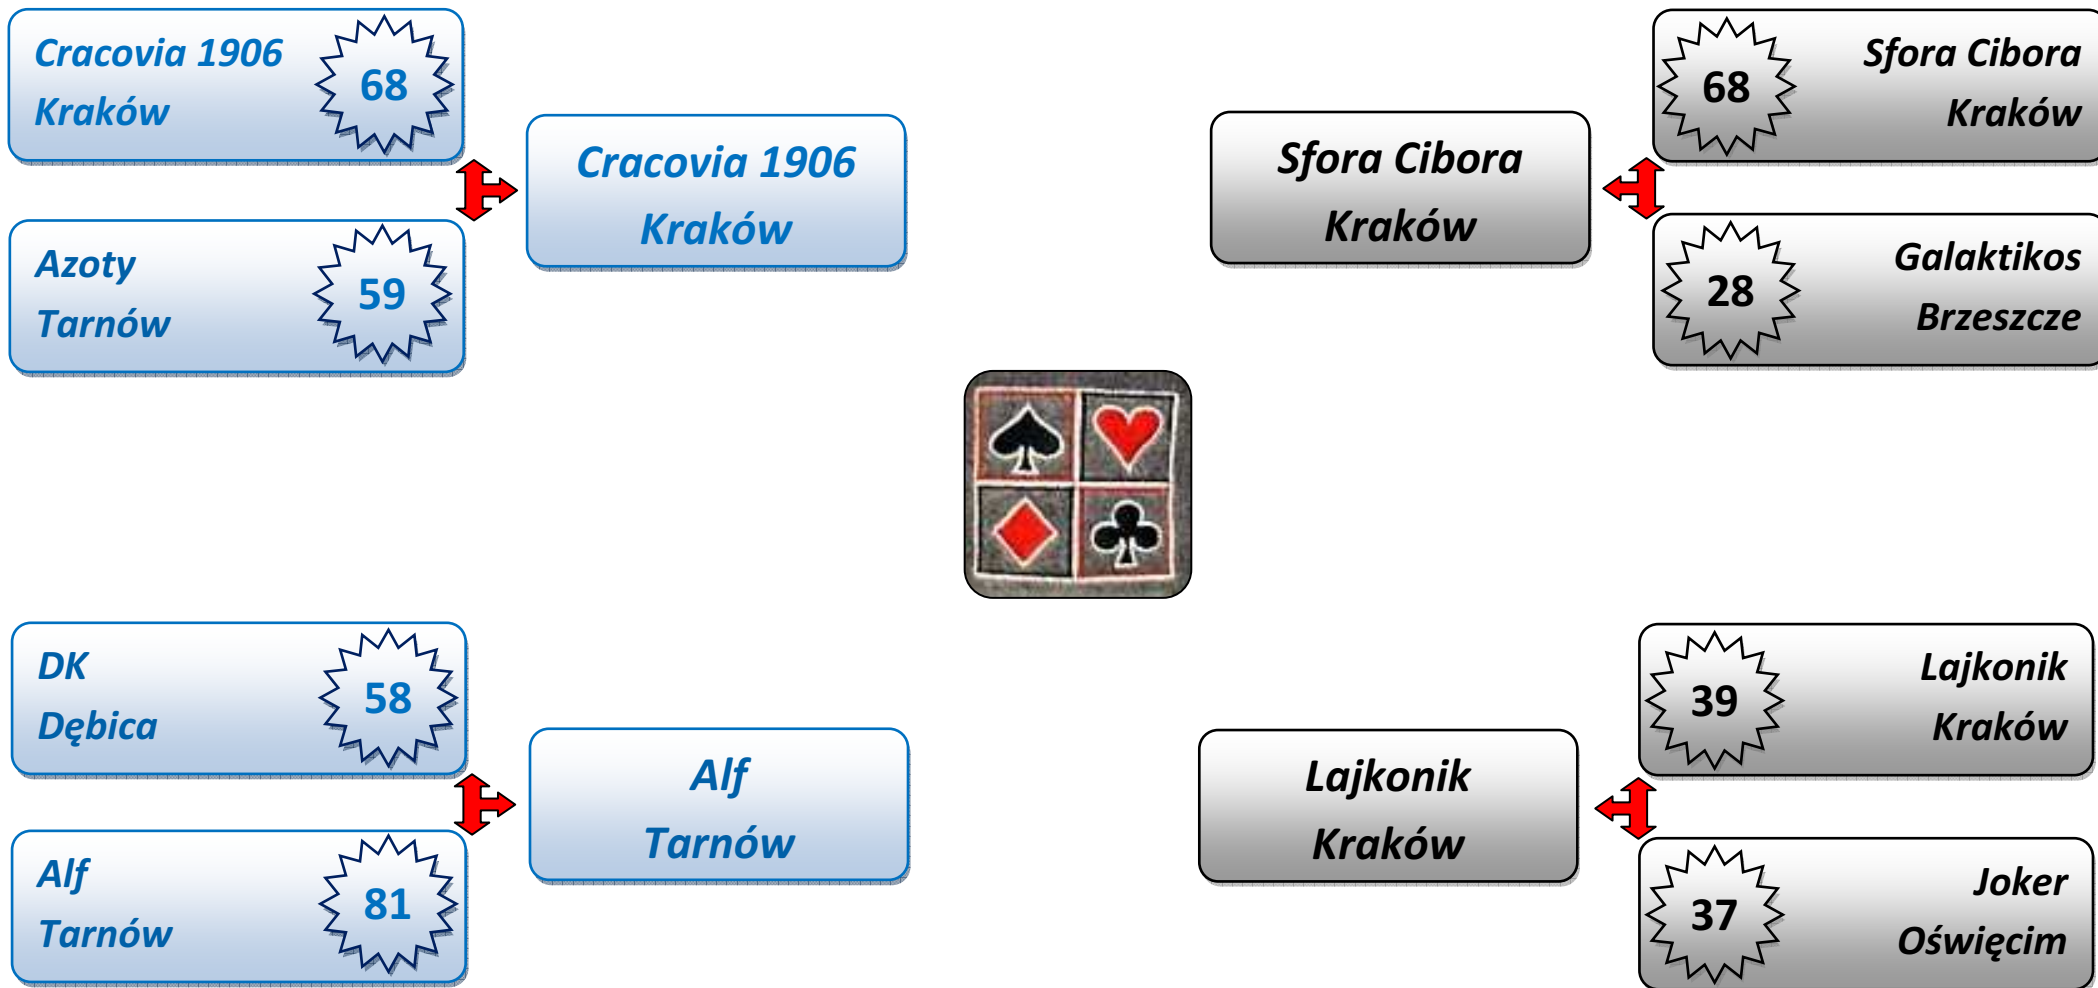 Cracovia 1906
Kraków
68
Azoty
Tarnów
59
Cracovia 1906
Kraków
Sfora Cibora
Kraków
68
Sfora Cibora
Kraków
28
Galaktikos
Brzeszcze
DK
Dębica
58
Alf
Tarnów
81
Alf
Tarnów
Lajkonik
Kraków
39
Lajkonik
Kraków
37
Joker
Oświęcim